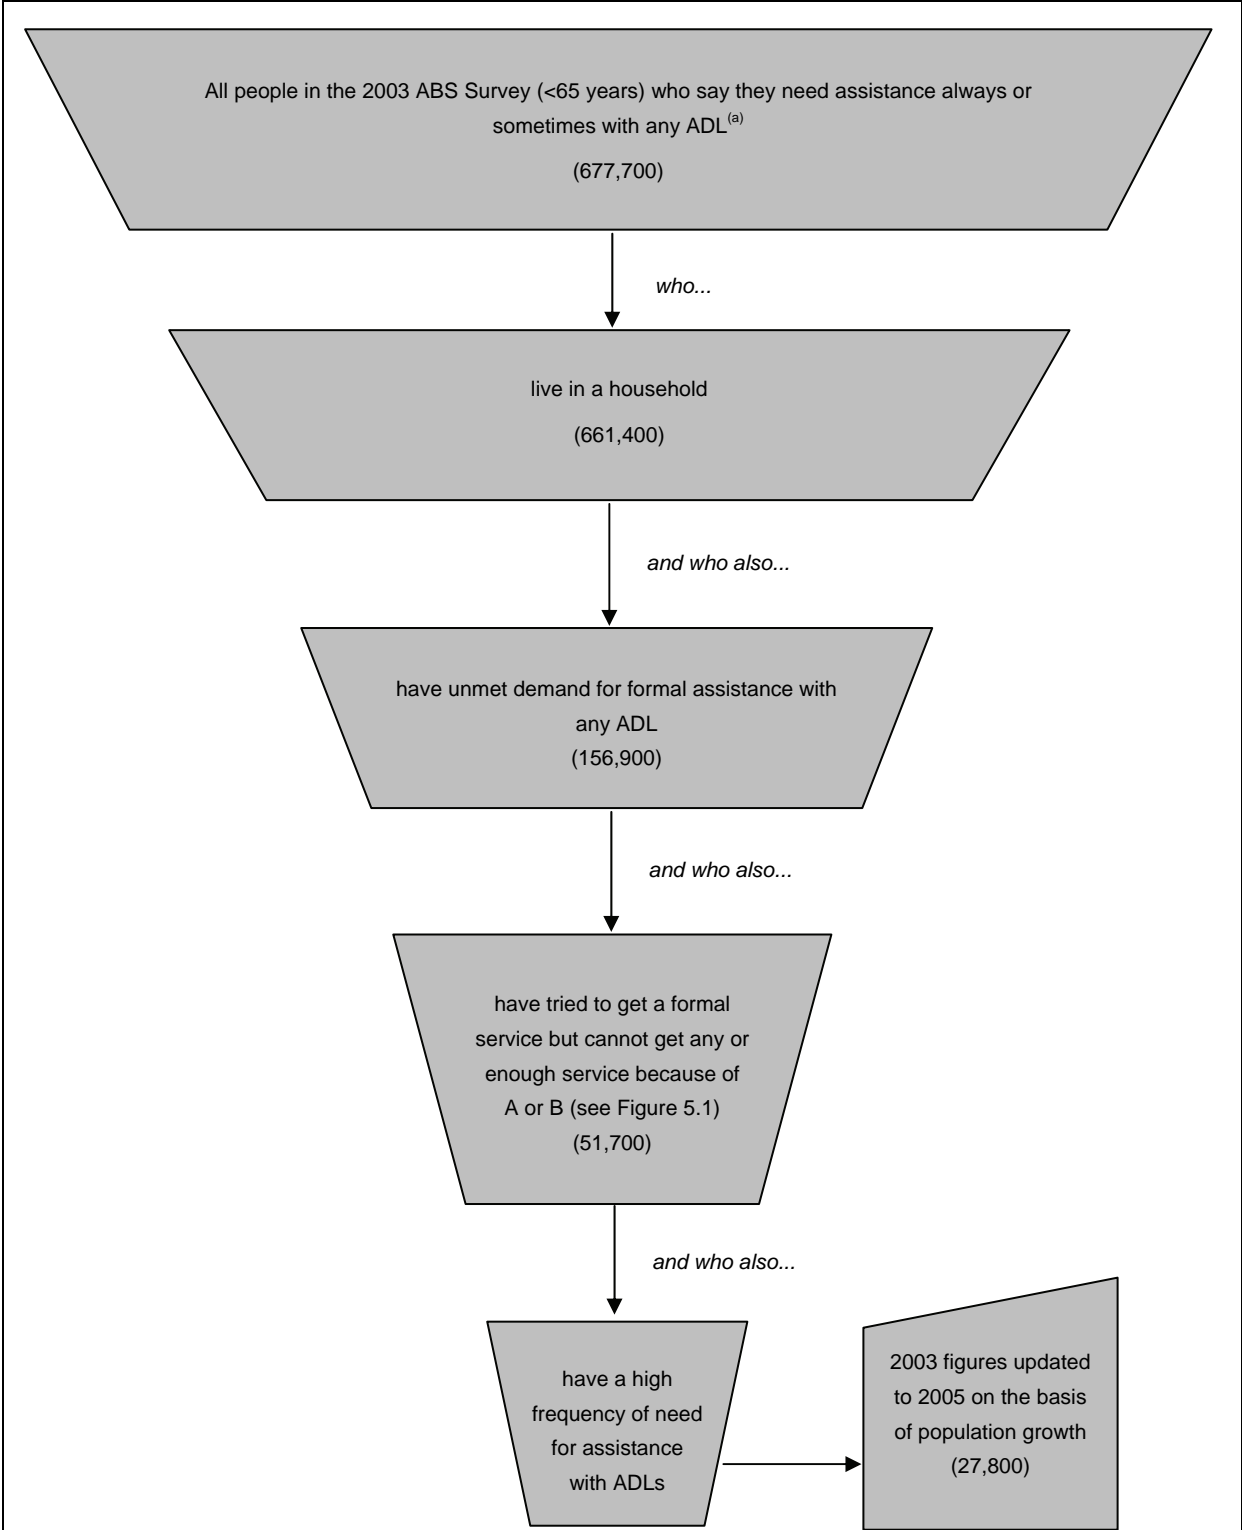 All people in the 2003 ABS Survey (<65 years) who say they need assistance always or
sometimes with any ADL(a)
(677,700)
who...
live in a household
(661,400)
and who also...
have unmet demand for formal assistance with
any ADL
(156,900)
and who also...
have tried to get a formal
service but cannot get any or
enough service because of
A or B (see Figure 5.1)
(51,700)
and who also...
have a high
frequency of need
for assistance
with ADLs
2003 figures updated
to 2005 on the basis
of population growth
(27,800)